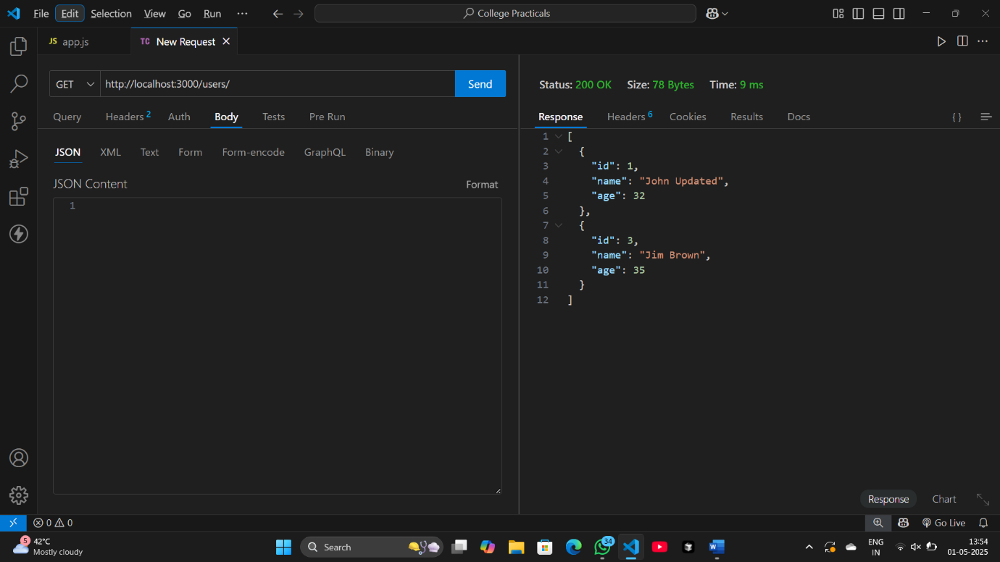 File Edit Selection View Go Run ··· College Practicals
JS app.js TC New Request
GET http://localhost:3000/users/ Send
Status: 200 OK Size: 78 Bytes Time: 9 ms
Query Headers 2 Auth Body Tests Pre Run
Response Headers 6 Cookies Results Docs { }
JSON XML Text Form Form-encode GraphQL Binary
JSON Content Format
1
1 [
2 {
3 "id": 1,
4 "name": "John Updated",
5 "age": 32
6 },
7 {
8 "id": 3,
9 "name": "Jim Brown",
10 "age": 35
11 }
12 ]
Response Chart
0 0 Go Live
5 42°C
Mostly cloudy
Search
34
W
ENG
IN
13:54
01-05-2025